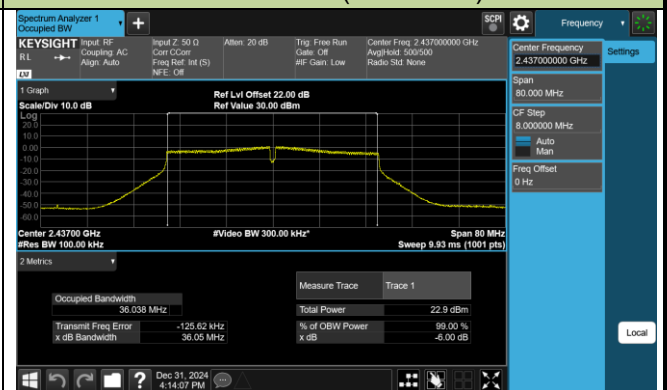 Spectrum Analyzer 1
Occupied BW
SCPI
Frequency
KEYSIGHT
R L
LXI
Input: RF
Coupling: AC
Align: Auto
Input Z: 50 Ω
Corr CCorr
Freq Ref: Int (S)
NFE: Off
Atten: 20 dB
Trig: Free Run
Gate: Off
#IF Gain: Low
Center Freq: 2.437000000 GHz
Avg|Hold: 500/500
Radio Std: None
Center Frequency
2.437000000 GHz
Settings
Span
80.000 MHz
CF Step
8.000000 MHz
Auto
Man
Freq Offset
0 Hz
1 Graph
Scale/Div 10.0 dB
Ref Lvl Offset 22.00 dB
Ref Value 30.00 dBm
Log
20.0
10.0
0.00
-10.0
-20.0
-30.0
-40.0
-50.0
-60.0
Center 2.43700 GHz
#Res BW 100.00 kHz
#Video BW 300.00 kHz*
Span 80 MHz
Sweep 9.93 ms (1001 pts)
2 Metrics
Measure Trace Trace 1
Occupied Bandwidth
36.038 MHz
Total Power 22.9 dBm
Transmit Freq Error -125.62 kHz
x dB Bandwidth 36.05 MHz
% of OBW Power 99.00 %
x dB -6.00 dB
Local
?
Dec 31, 2024
4:14:07 PM